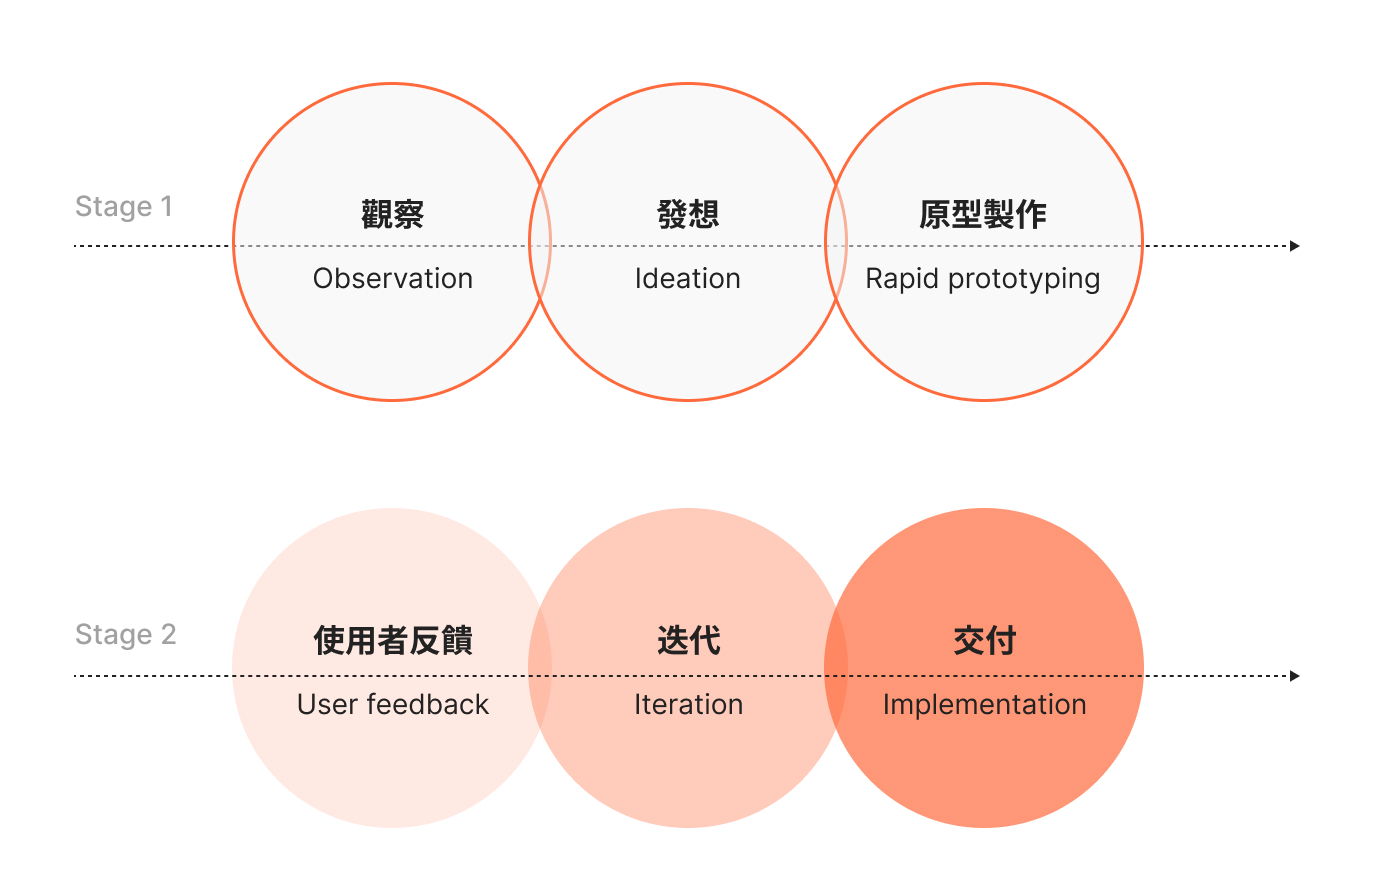 Stage 1
觀察
發想
原型製作
Observation
Ideation
Rapid prototyping
Stage 2
使用者反饋
迭代
交付
User feedback
Iteration
Implementation